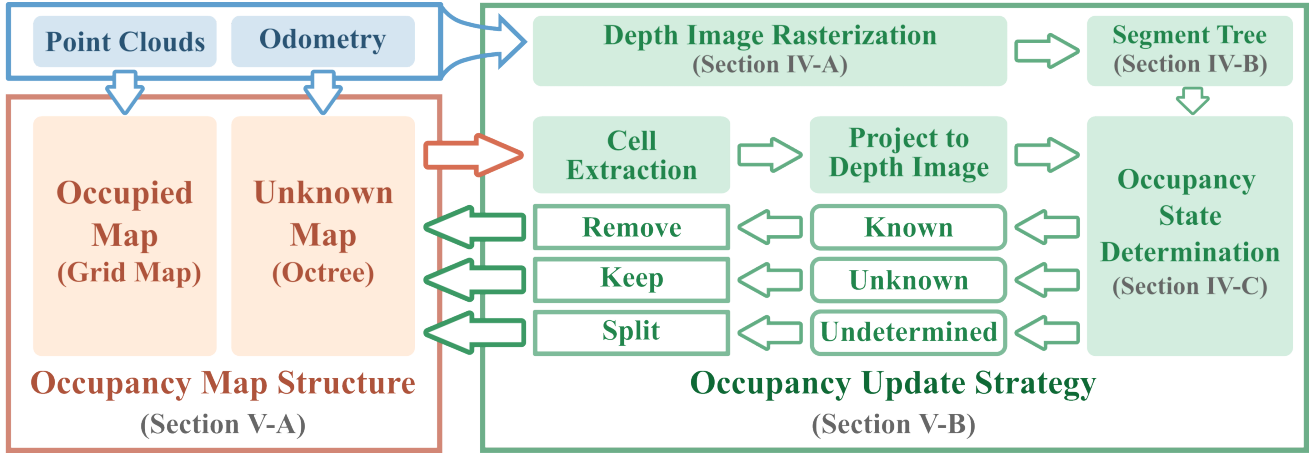 Point Clouds
Odometry
Depth Image Rasterization
(Section IV-A)
Segment Tree
(Section IV-B)
Occupied
Map
(Grid Map)
Unknown
Map
(Octree)
Cell
Extraction
Project to
Depth Image
Occupancy
State
Determination
(Section IV-C)
Remove
Known
Keep
Unknown
Split
Undetermined
Occupancy Map Structure
(Section V-A)
Occupancy Update Strategy
(Section V-B)